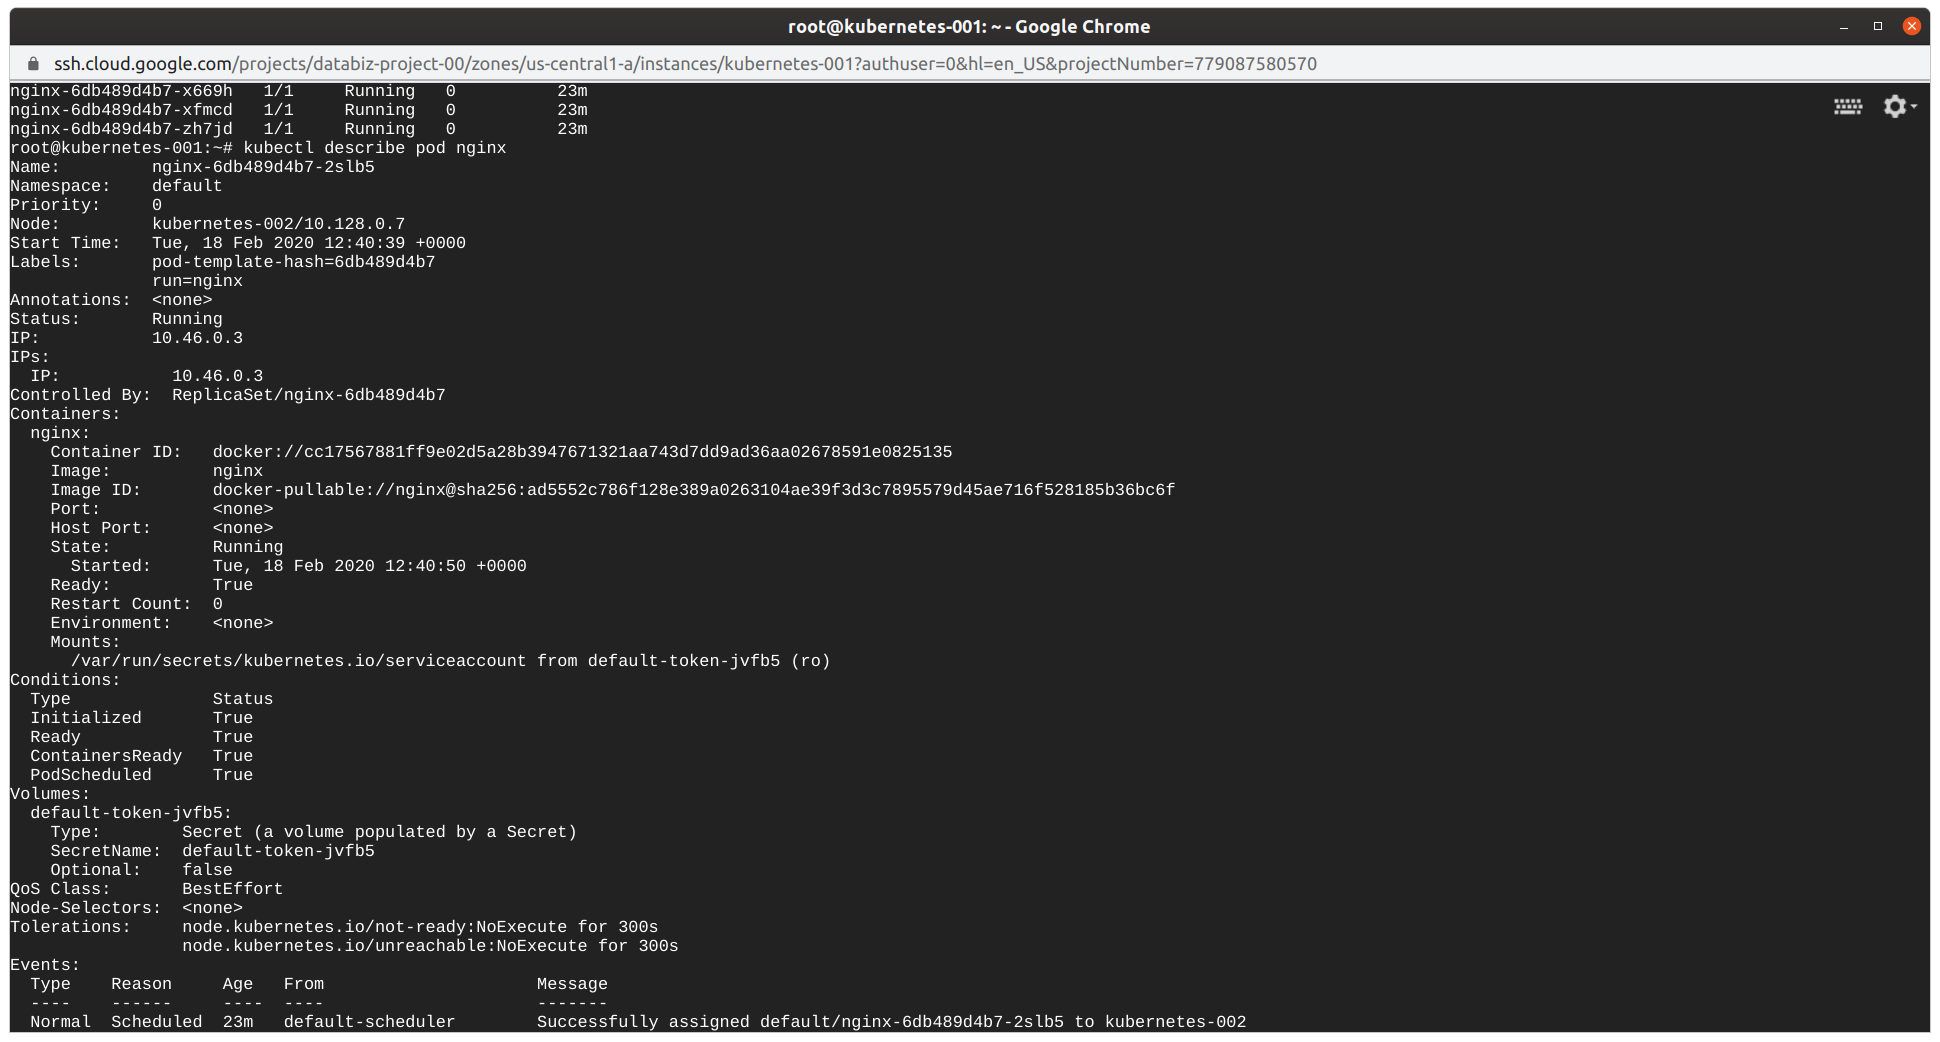 root@kubernetes-001: ~ - Google Chrome
ssh.cloud.google.com/projects/databiz-project-00/zones/us-central1-a/instances/kubernetes-001?authuser=0&hl=en_US&projectNumber=779087580570
nginx-6db489d4b7-x669h   1/1     Running   0          23m
nginx-6db489d4b7-xfmcd   1/1     Running   0          23m
nginx-6db489d4b7-zh7jd   1/1     Running   0          23m
root@kubernetes-001:~# kubectl describe pod nginx
Name:         nginx-6db489d4b7-2slb5
Namespace:    default
Priority:     0
Node:         kubernetes-002/10.128.0.7
Start Time:   Tue, 18 Feb 2020 12:40:39 +0000
Labels:       pod-template-hash=6db489d4b7
              run=nginx
Annotations:  <none>
Status:       Running
IP:           10.46.0.3
IPs:
  IP:           10.46.0.3
Controlled By:  ReplicaSet/nginx-6db489d4b7
Containers:
  nginx:
    Container ID:   docker://cc17567881ff9e02d5a28b3947671321aa743d7dd9ad36aa02678591e0825135
    Image:          nginx
    Image ID:       docker-pullable://nginx@sha256:ad5552c786f128e389a0263104ae39f3d3c7895579d45ae716f528185b36bc6f
    Port:           <none>
    Host Port:      <none>
    State:          Running
      Started:      Tue, 18 Feb 2020 12:40:50 +0000
    Ready:          True
    Restart Count:  0
    Environment:    <none>
    Mounts:
      /var/run/secrets/kubernetes.io/serviceaccount from default-token-jvfb5 (ro)
Conditions:
  Type              Status
  Initialized       True
  Ready             True
  ContainersReady   True
  PodScheduled      True
Volumes:
  default-token-jvfb5:
    Type:        Secret (a volume populated by a Secret)
    SecretName:  default-token-jvfb5
    Optional:    false
QoS Class:       BestEffort
Node-Selectors:  <none>
Tolerations:     node.kubernetes.io/not-ready:NoExecute for 300s
                 node.kubernetes.io/unreachable:NoExecute for 300s
Events:
  Type    Reason     Age   From                     Message
  ----    ------     ----  ----                     -------
  Normal  Scheduled  23m   default-scheduler        Successfully assigned default/nginx-6db489d4b7-2slb5 to kubernetes-002